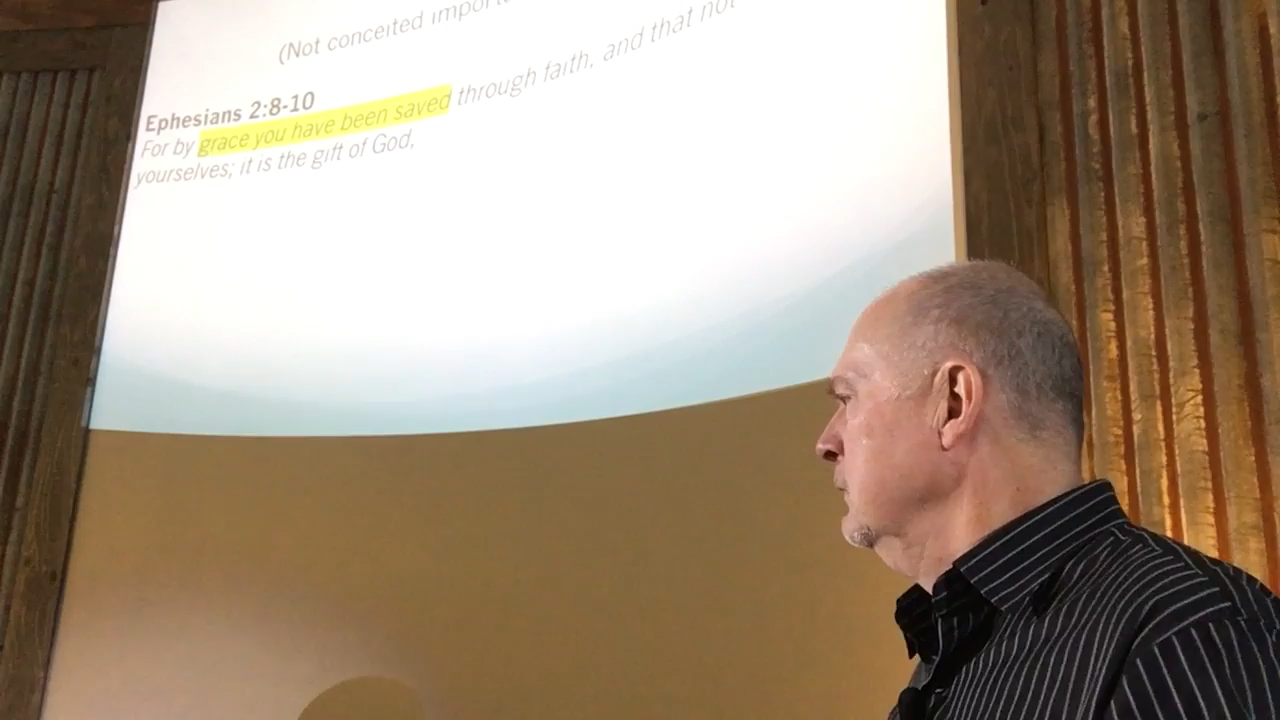 (Not conceited
Ephesians 2:8-10
For by grace you have been saved through faith, and that not
yourselves; it is the gift of God,